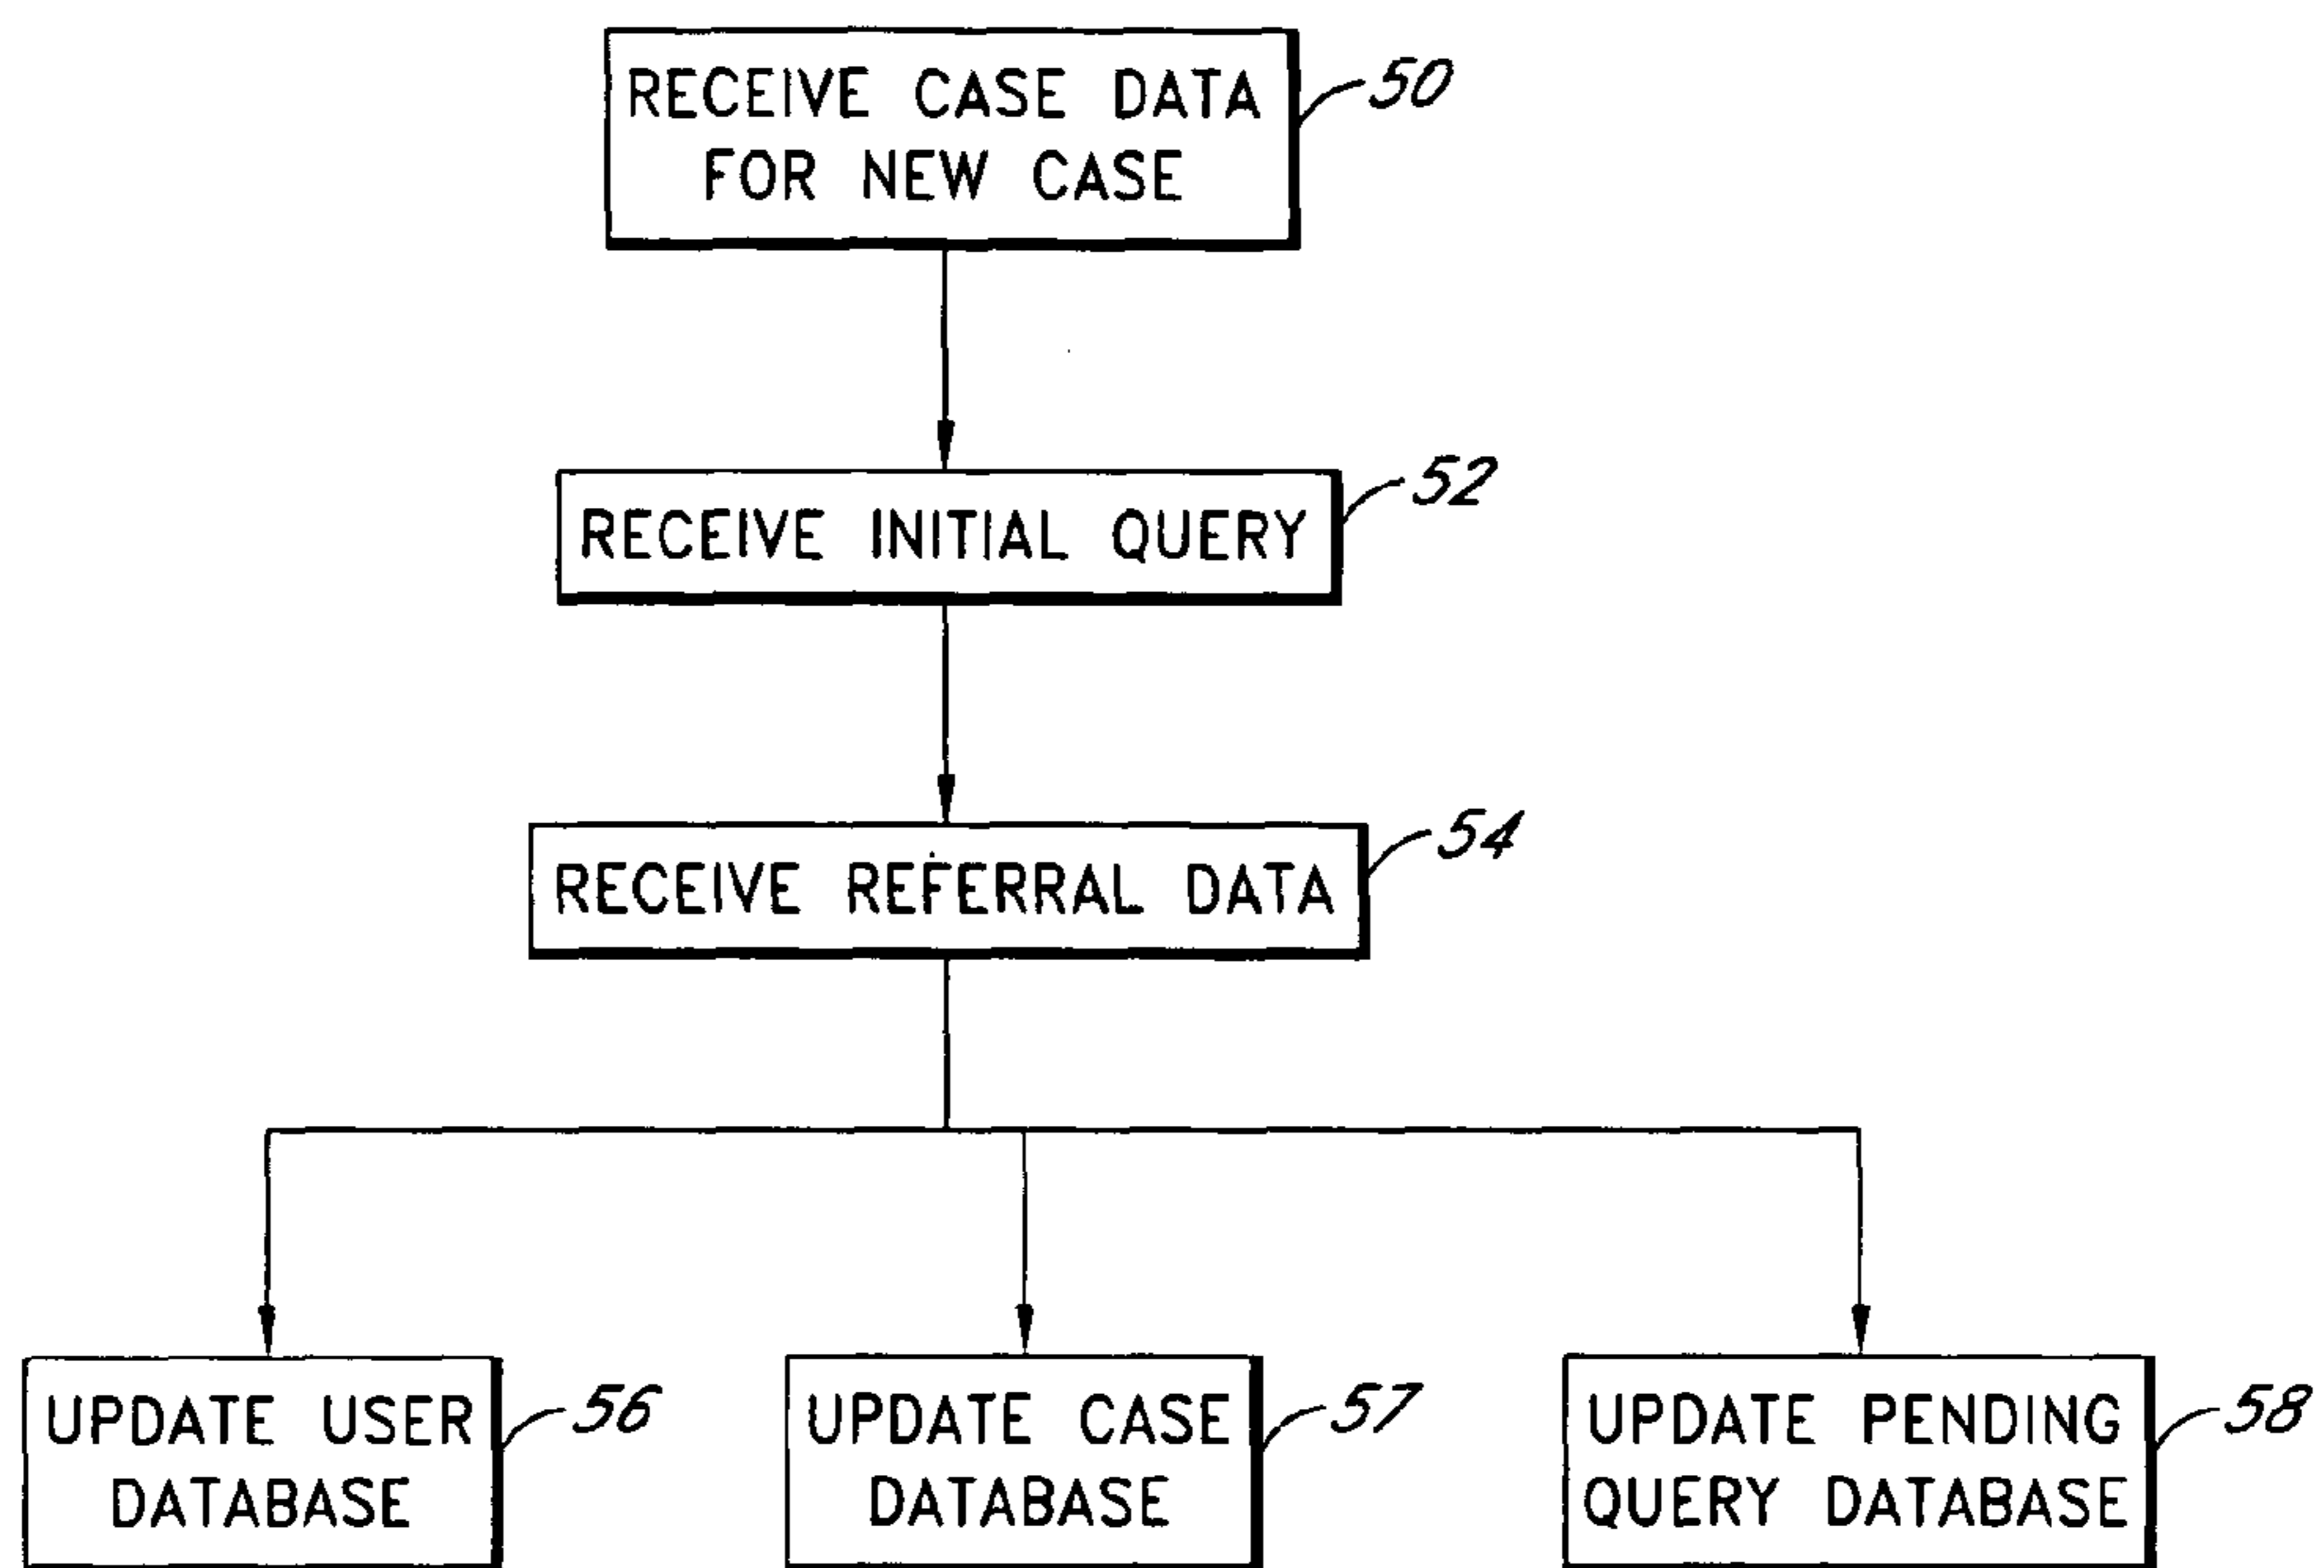 RECEIVE CASE DATA
FOR NEW CASE
50
RECEIVE INITIAL QUERY
52
RECEIVE REFERRAL DATA
54
UPDATE USER
DATABASE
56
UPDATE CASE
DATABASE
57
UPDATE PENDING
QUERY DATABASE
58